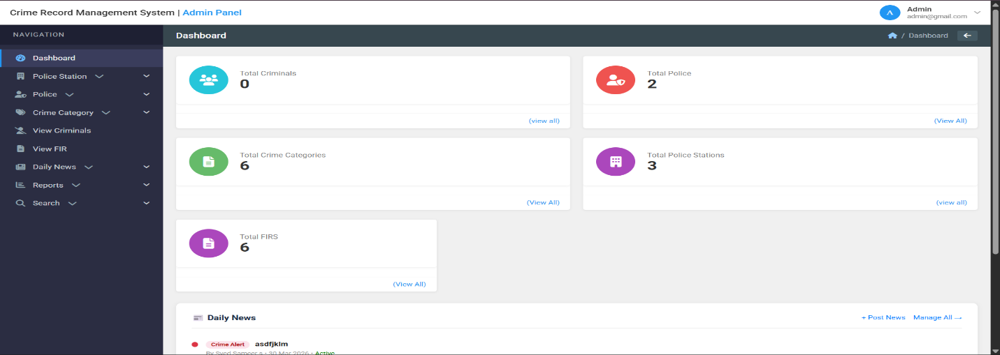 Crime Record Management System | Admin Panel
A
Admin
admin@gmail.com
NAVIGATION
Dashboard
Police Station
Police
Crime Category
View Criminals
View FIR
Daily News
Reports
Search
Dashboard
/ Dashboard
Total Criminals
0
(view all)
Total Police
2
(View All)
Total Crime Categories
6
(View All)
Total Police Stations
3
(view all)
Total FIRS
6
(View All)
Daily News
+ Post News
Manage All →
Crime Alert asdfjklm
By Syed Sameer s - 30 Mar 2026 - Active